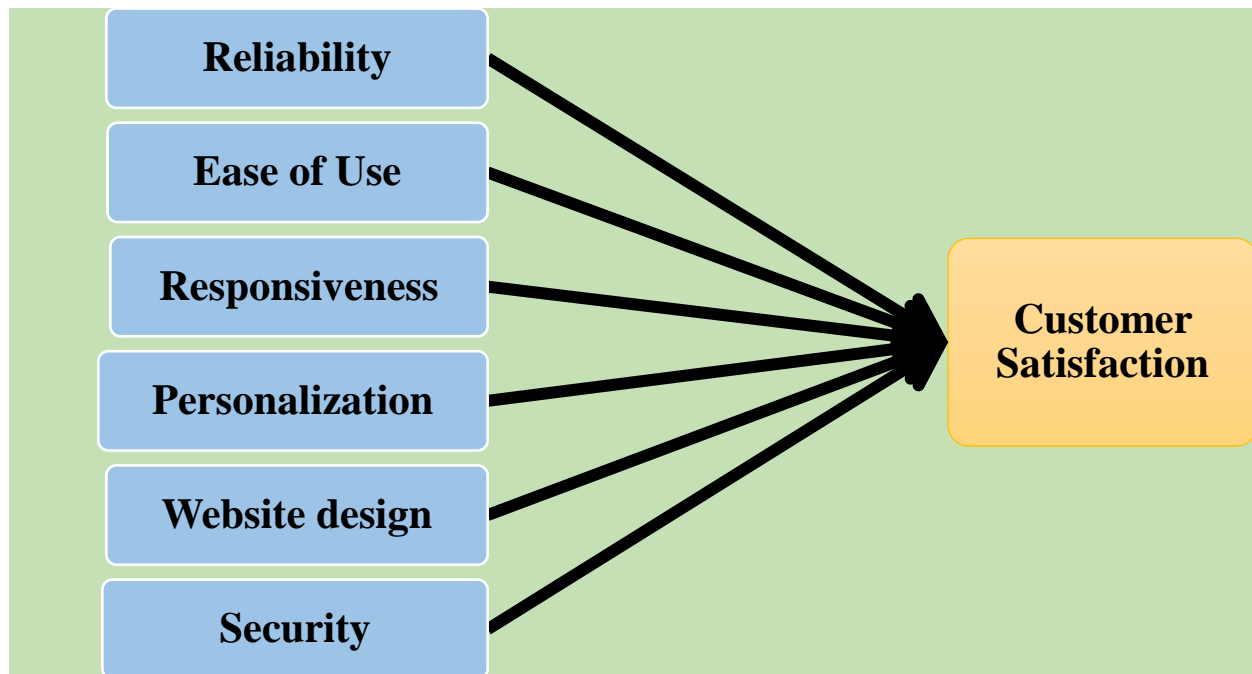 Reliability
Ease of Use
Responsiveness
Personalization
Website design
Security
Customer
Satisfaction